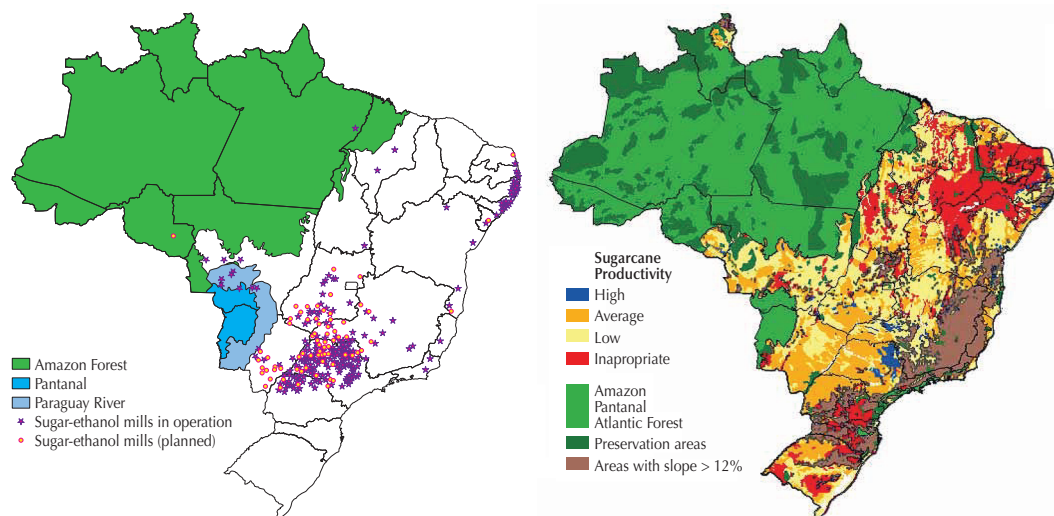 Amazon Forest
Pantanal
Paraguay River
Sugar-ethanol mills in operation
Sugar-ethanol mills (planned)
Sugarcane
Productivity
High
Average
Low
Inapropriate
Amazon
Pantanal
Atlantic Forest
Preservation areas
Areas with slope > 12%